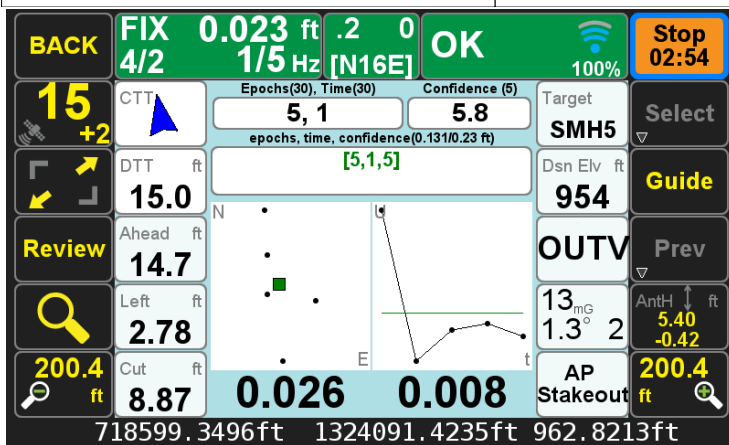 BACK
FIX 0.023 ft
4/2 1/5 Hz
.2 0
[N16E]
OK
100%
Stop
02:54
15
+2
CTT
Epochs(30), Time(30)
5, 1
Confidence (5)
5.8
Target
SMH5
Select
epochs, time, confidence(0.131/0.23 ft)
[5,1,5]
DTT ft
15.0
Dsn Elv ft
954
Guide
Review
Ahead ft
14.7
N
U
OUTV
Prev
Left ft
2.78
13mG
1.3° 2
AntH ft
5.40
-0.42
200.4
ft
Cut ft
8.87
E
t
0.026 0.008
AP
Stakeout
200.4
ft
718599.3496ft 1324091.4235ft 962.8213ft